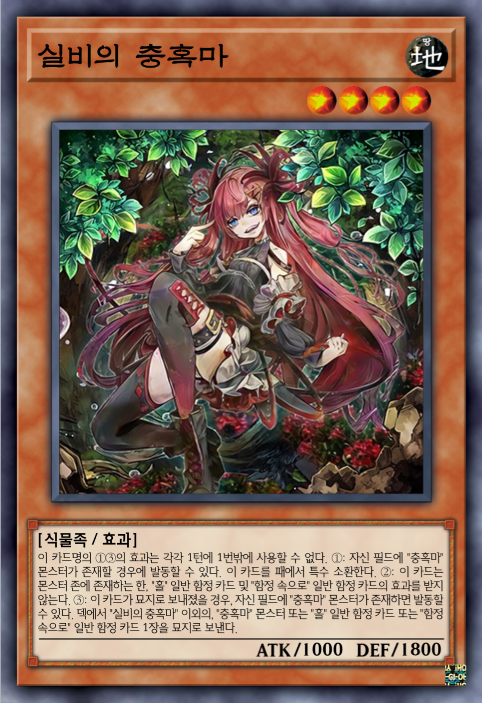 실비의 충혹마
땅
地
[식물족 / 효과]
이 카드명의 ①③의 효과는 각각 1턴에 1번밖에 사용할 수 없다. ①: 자신 필드에 "충혹마"
몬스터가 존재할 경우에 발동할 수 있다. 이 카드를 패에서 특수 소환한다. ②: 이 카드는
몬스터 존에 존재하는 한, "홀" 일반 함정 카드 및 "함정 속으로" 일반 함정 카드의 효과를 받지
않는다. ③: 이 카드가 묘지로 보내졌을 경우, 자신 필드에 "충혹마" 몬스터가 존재하면 발동할
수 있다. 덱에서 "실비의 충혹마" 이외의, "충혹마" 몬스터 또는 "홀" 일반 함정 카드 또는 "함정
속으로" 일반 함정 카드 1장을 묘지로 보낸다.
ATK/1000 DEF/1800